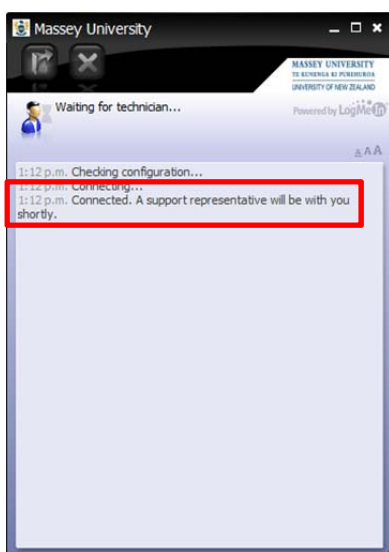 Massey University
MASSEY UNIVERSITY
TE KUNENGA KI PUREHUROA
UNIVERSITY OF NEW ZEALAND
Waiting for technician...
Powered by LogMeIn
A A A
1:12 p.m. Checking configuration...
1:12 p.m. Connecting...
1:12 p.m. Connected. A support representative will be with you
shortly.